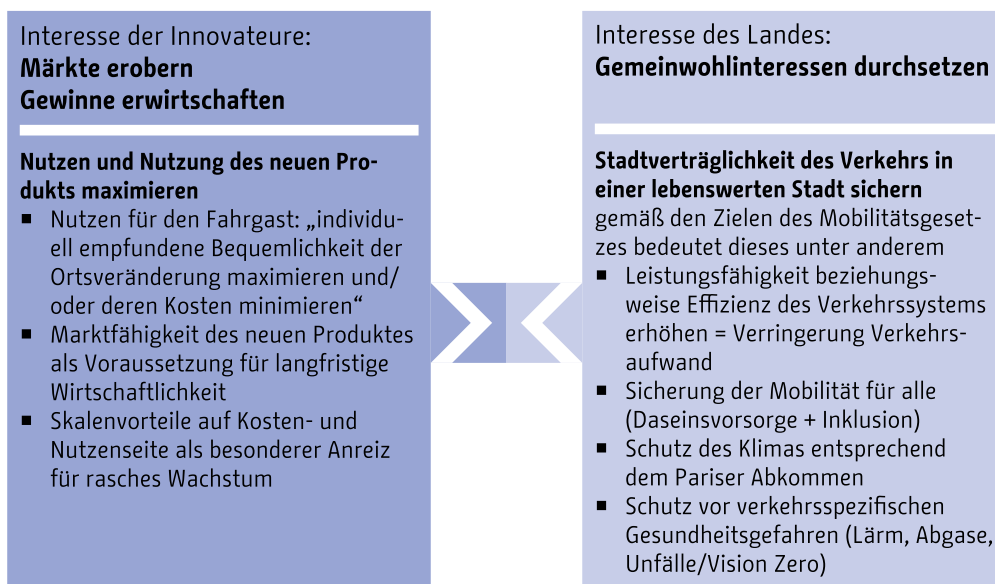 Interesse der Innovateure:
Märkte erobern
Gewinne erwirtschaften
Nutzen und Nutzung des neuen Pro-
dukts maximieren
■ Nutzen für den Fahrgast: „individu-
ell empfundene Bequemlichkeit der
Ortsveränderung maximieren und/
oder deren Kosten minimieren“
■ Marktfähigkeit des neuen Produktes
als Voraussetzung für langfristige
Wirtschaftlichkeit
■ Skalenvorteile auf Kosten- und
Nutzenseite als besonderer Anreiz
für rasches Wachstum
Interesse des Landes:
Gemeinwohlinteressen durchsetzen
Stadtverträglichkeit des Verkehrs in
einer lebenswerten Stadt sichern
gemäß den Zielen des Mobilitätsgeset-
zes bedeutet dieses unter anderem
■ Leistungsfähigkeit beziehungs-
weise Effizienz des Verkehrssystems
erhöhen = Verringerung Verkehrs-
aufwand
■ Sicherung der Mobilität für alle
(Daseinsvorsorge + Inklusion)
■ Schutz des Klimas entsprechend
dem Pariser Abkommen
■ Schutz vor verkehrsspezifischen
Gesundheitsgefahren (Lärm, Abgase,
Unfälle/Vision Zero)